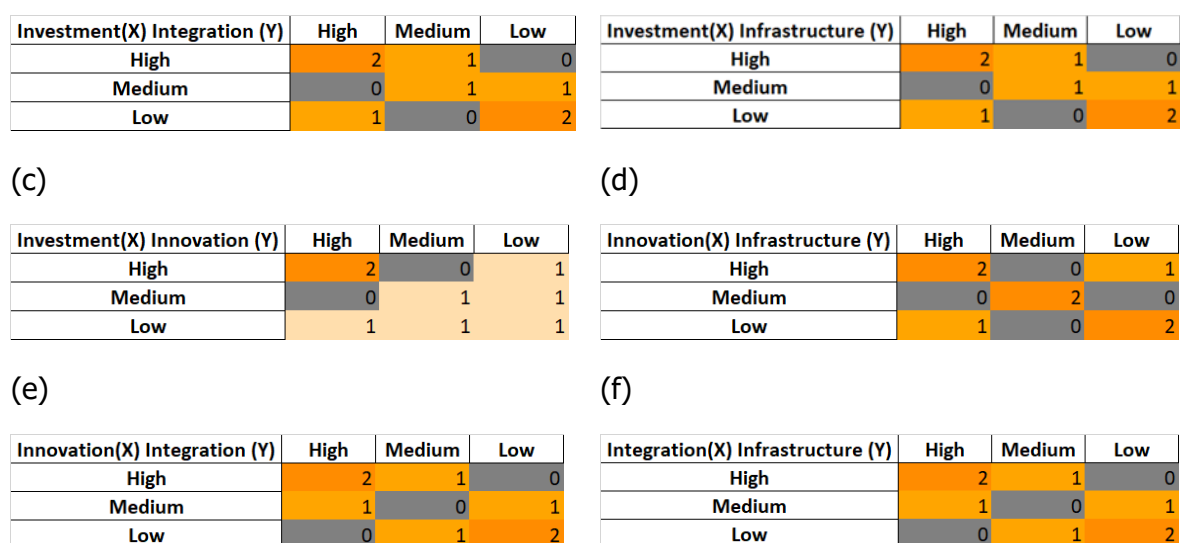 Investment(X) Integration (Y) High Medium Low
High 2 1 0
Medium 0 1 1
Low 1 0 2
Investment(X) Infrastructure (Y) High Medium Low
High 2 1 0
Medium 0 1 1
Low 1 0 2
(c)
(d)
Investment(X) Innovation (Y) High Medium Low
High 2 0 1
Medium 0 1 1
Low 1 1 1
Innovation(X) Infrastructure (Y) High Medium Low
High 2 0 1
Medium 0 2 0
Low 1 0 2
(e)
(f)
Innovation(X) Integration (Y) High Medium Low
High 2 1 0
Medium 1 0 1
Low 0 1 2
Integration(X) Infrastructure (Y) High Medium Low
High 2 1 0
Medium 1 0 1
Low 0 1 2